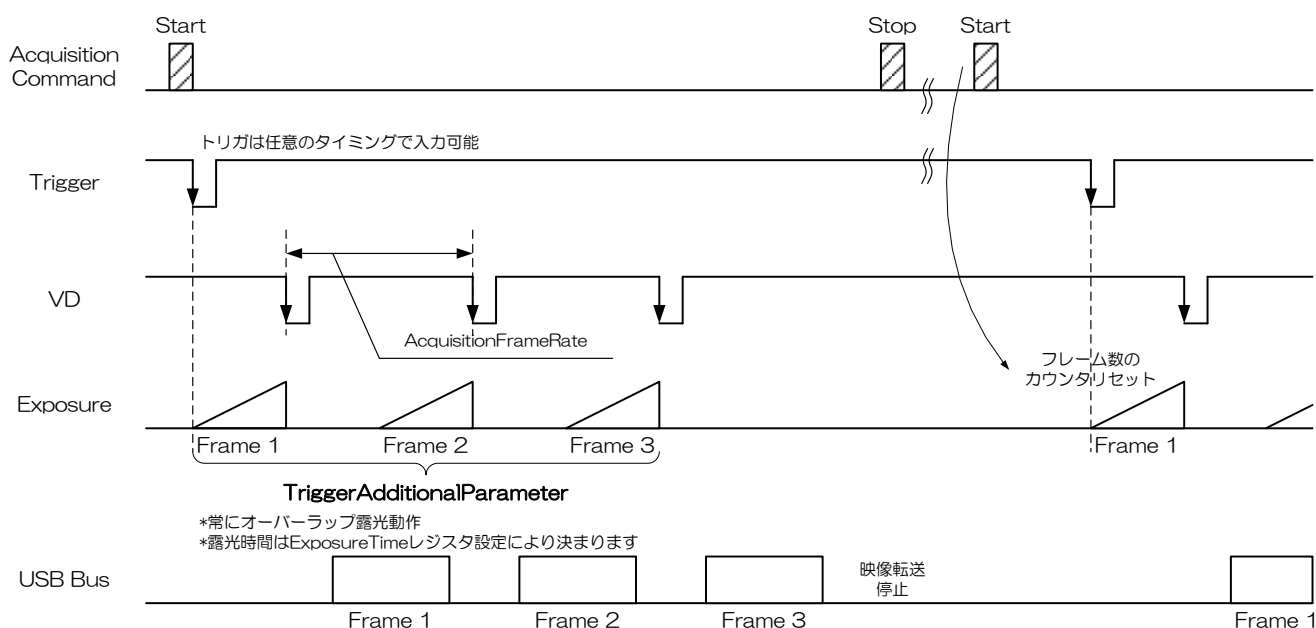 Start
Stop
Start
Acquisition
Command
トリガは任意のタイミングで入力可能
Trigger
VD
AcquisitionFrameRate
フレーム数の
カウンタリセット
Exposure
Frame 1
Frame 2
Frame 3
Frame 1
TriggerAdditionalParameter
*常にオーバーラップ露光動作
*露光時間はExposureTimeレジスタ設定により決まります
USB Bus
映像転送
停止
Frame 1
Frame 2
Frame 3
Frame 1